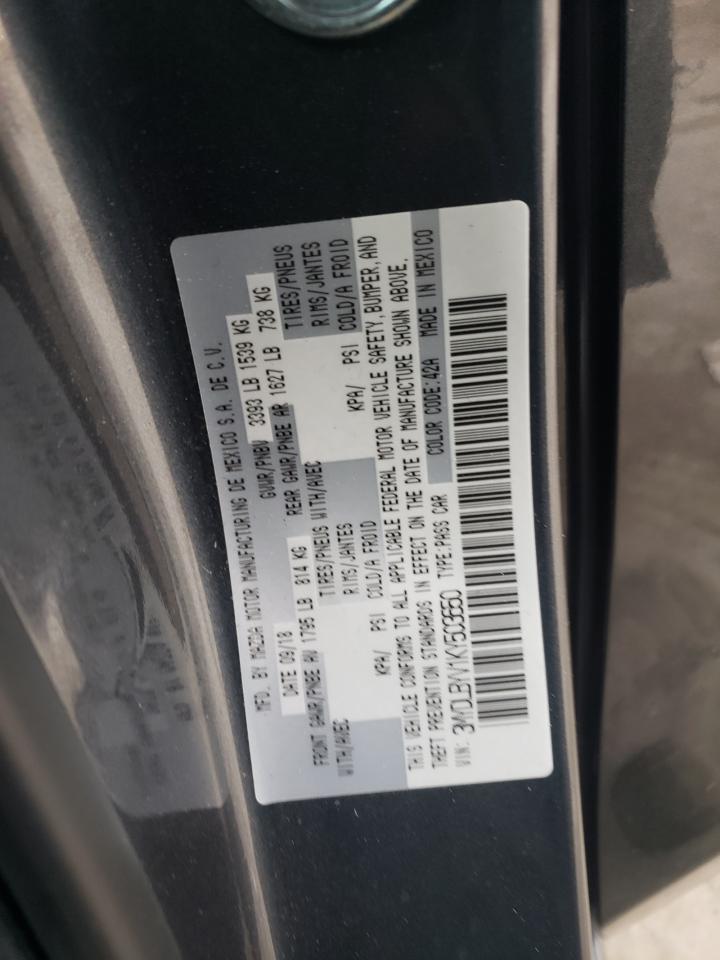 MFD. BY MAZDA MOTOR MANUFACTURING DE MEXICO S.A. DE C.V.
DATE 09/18 GVWR/PNBV 3393 LB 1539 KG
FRONT GAWR/PNBE AV 1795 LB 814 KG REAR GAWR/PNBE AR 1627 LB 738 KG
WITH/AVEC TIRES/PNEUS WITH/AVEC TIRES/PNEUS
RIMS/JANTES RIMS/JANTES
KPA/ PSI COLD/A FROID KPA/ PSI COLD/A FROID
THIS VEHICLE CONFORMS TO ALL APPLICABLE FEDERAL MOTOR VEHICLE SAFETY,BUMPER,AND
THEFT PREVENTION STANDARDS IN EFFECT ON THE DATE OF MANUFACTURE SHOWN ABOVE.
VIN: 3MYDLBYV1KY503650 TYPE:PASS CAR COLOR CODE:42A MADE IN MEXICO